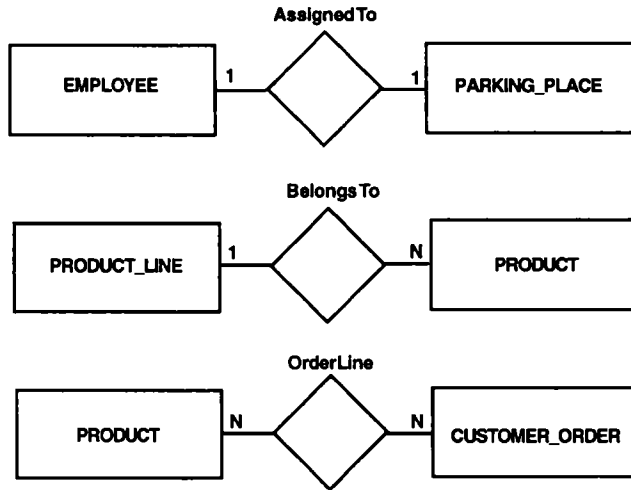 AssignedTo
EMPLOYEE 1 1 PARKING_PLACE
BelongsTo
PRODUCT_LINE 1 N PRODUCT
OrderLine
PRODUCT N N CUSTOMER_ORDER